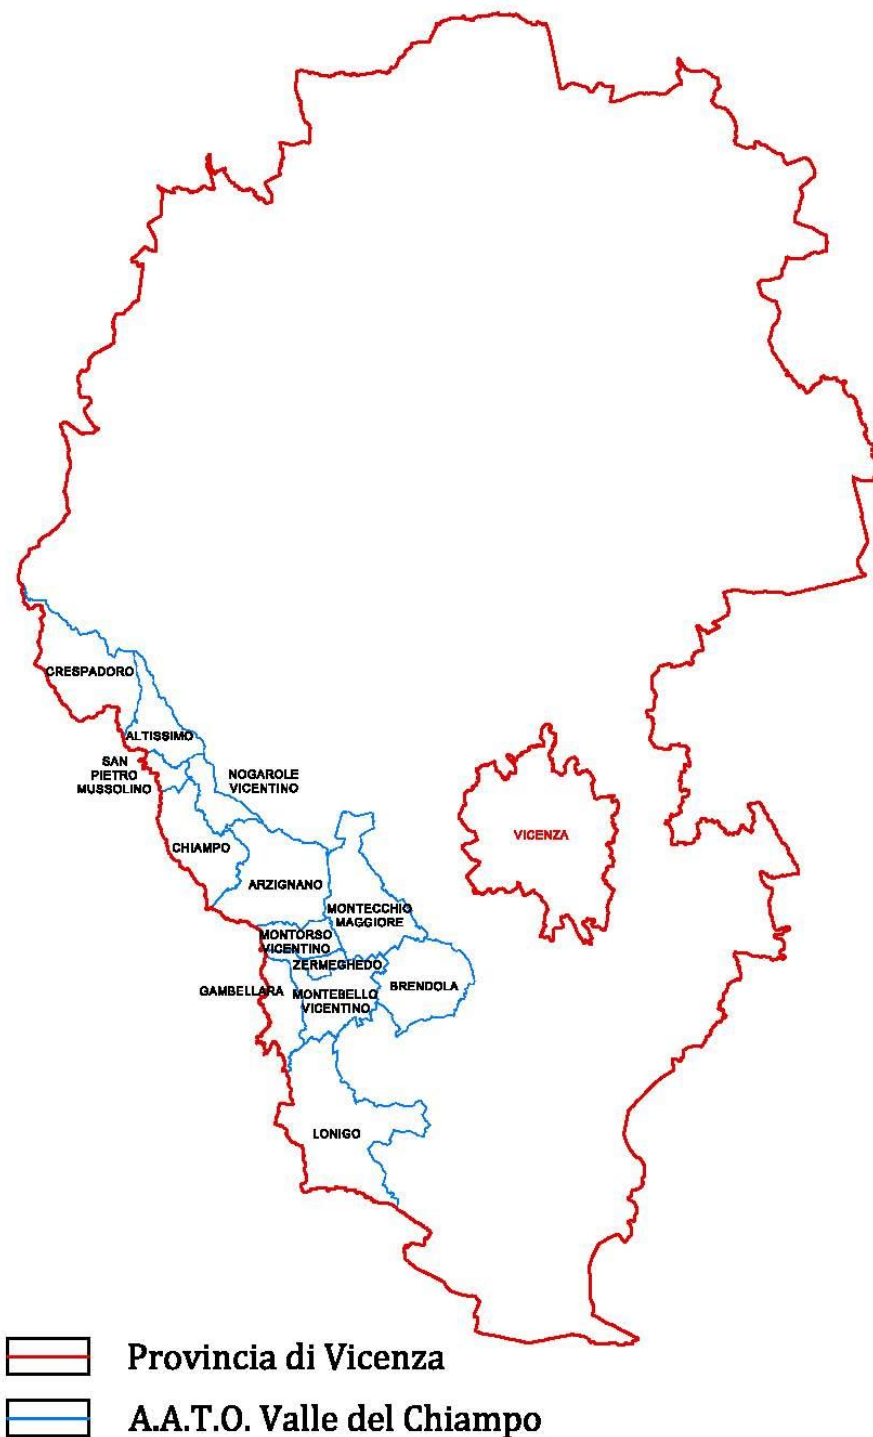 CRESPADORO
ALTISSIMO
SAN
PIETRO
MUSSOLINO
NOGAROLE
VICENTINO
CHIAMPO
ARZIGNANO
VICENZA
MONTECCHIO
MAGGIORE
MONTORSO
VICENTINO
ZERMEGHEDO
GAMBELLARA
MONTEBELLO
VICENTINO
BRENDOLA
LONIGO
Provincia di Vicenza
A.A.T.O. Valle del Chiampo